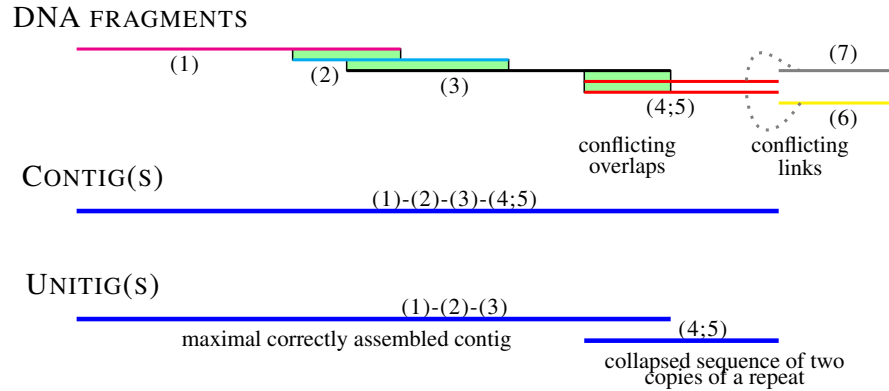 DNA FRAGMENTS
(1)
(2)
(3)
(4;5)
(7)
(6)
conflicting
overlaps
conflicting
links
CONTIG(S)
(1)-(2)-(3)-(4;5)
UNITIG(S)
(1)-(2)-(3)
maximal correctly assembled contig
(4;5)
collapsed sequence of two
copies of a repeat